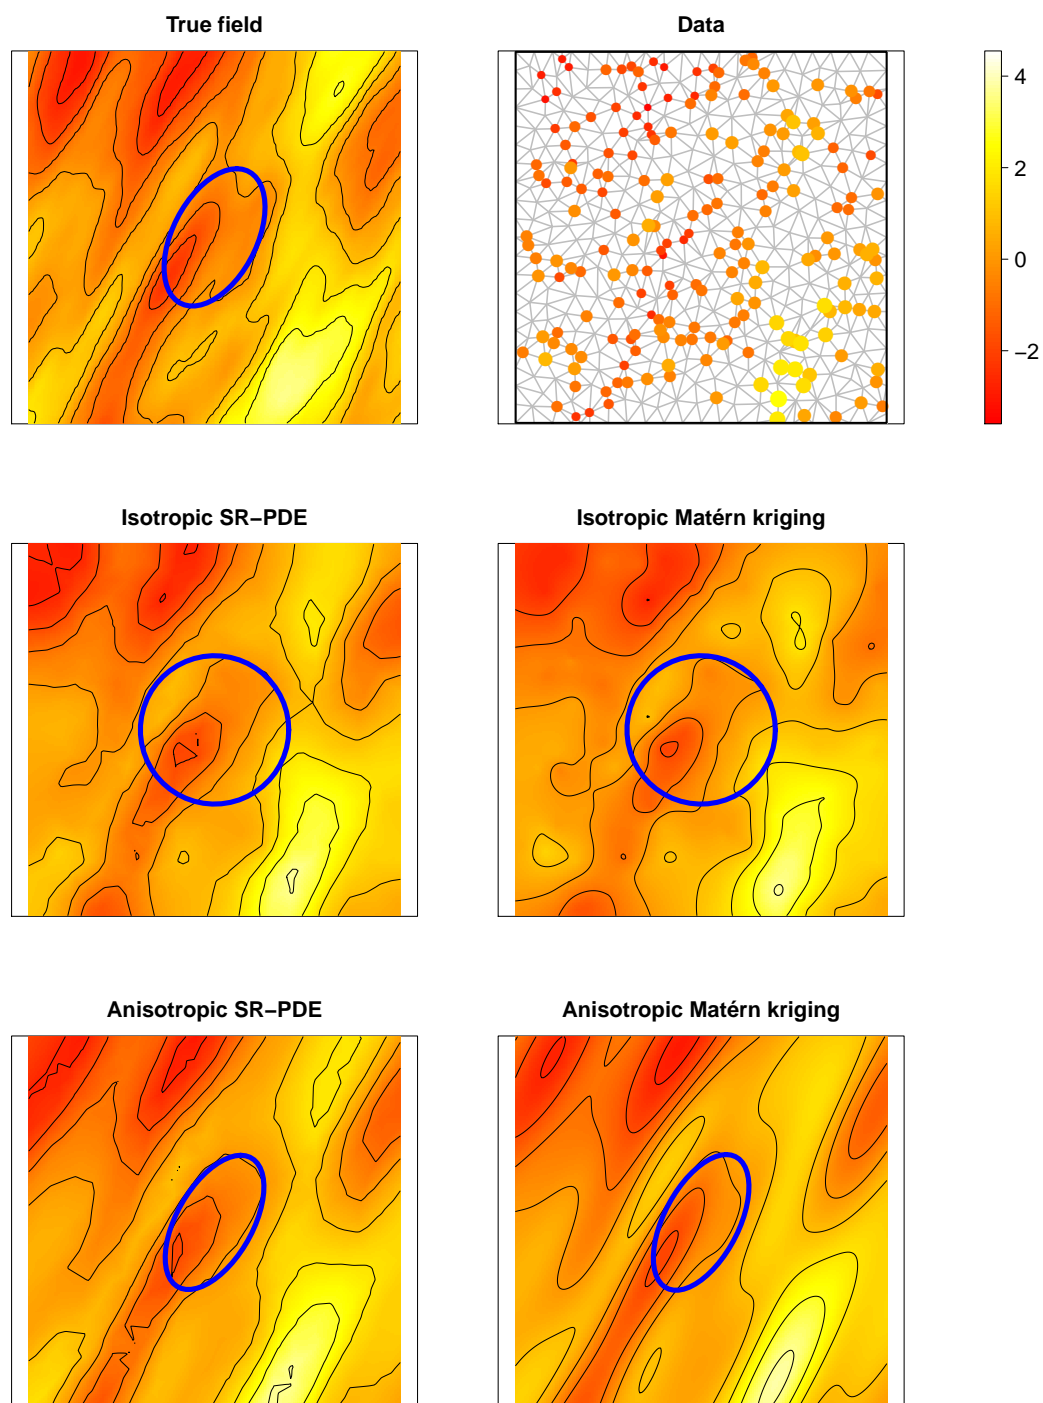 True field
Data
4
2
0
−2
Isotropic SR−PDE
Isotropic Matérn kriging
Anisotropic SR−PDE
Anisotropic Matérn kriging